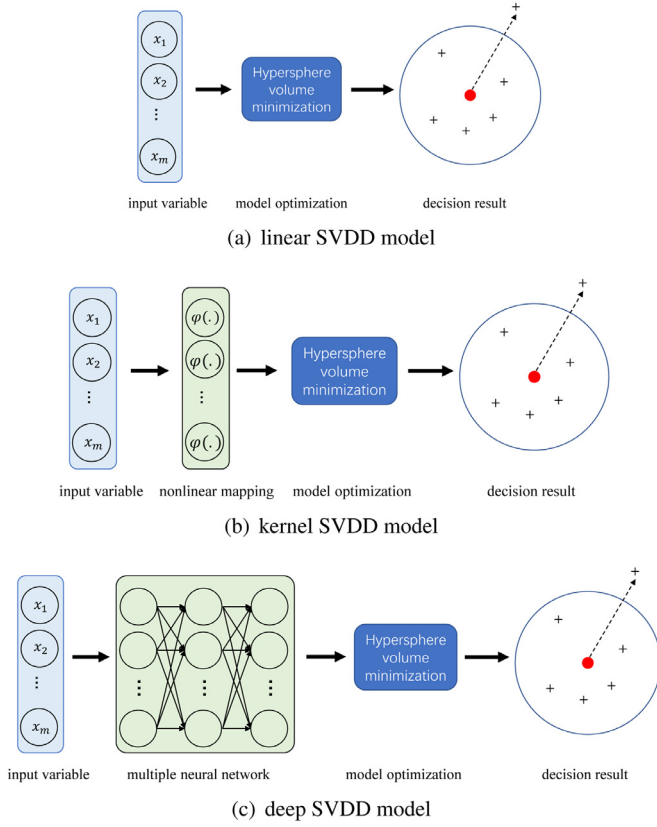 x₁
x₂
⋮
xₘ
Hypersphere
volume
minimization
+
+ +
+ + +
input variable model optimization decision result
(a) linear SVDD model
x₁
x₂
⋮
xₘ
φ(.)
φ(.)
⋮
φ(.)
Hypersphere
volume
minimization
+
+ +
+ + +
input variable nonlinear mapping model optimization decision result
(b) kernel SVDD model
x₁
x₂
⋮
xₘ
⋮ ⋮ ⋮
Hypersphere
volume
minimization
+
+ +
+ + +
input variable multiple neural network model optimization decision result
(c) deep SVDD model